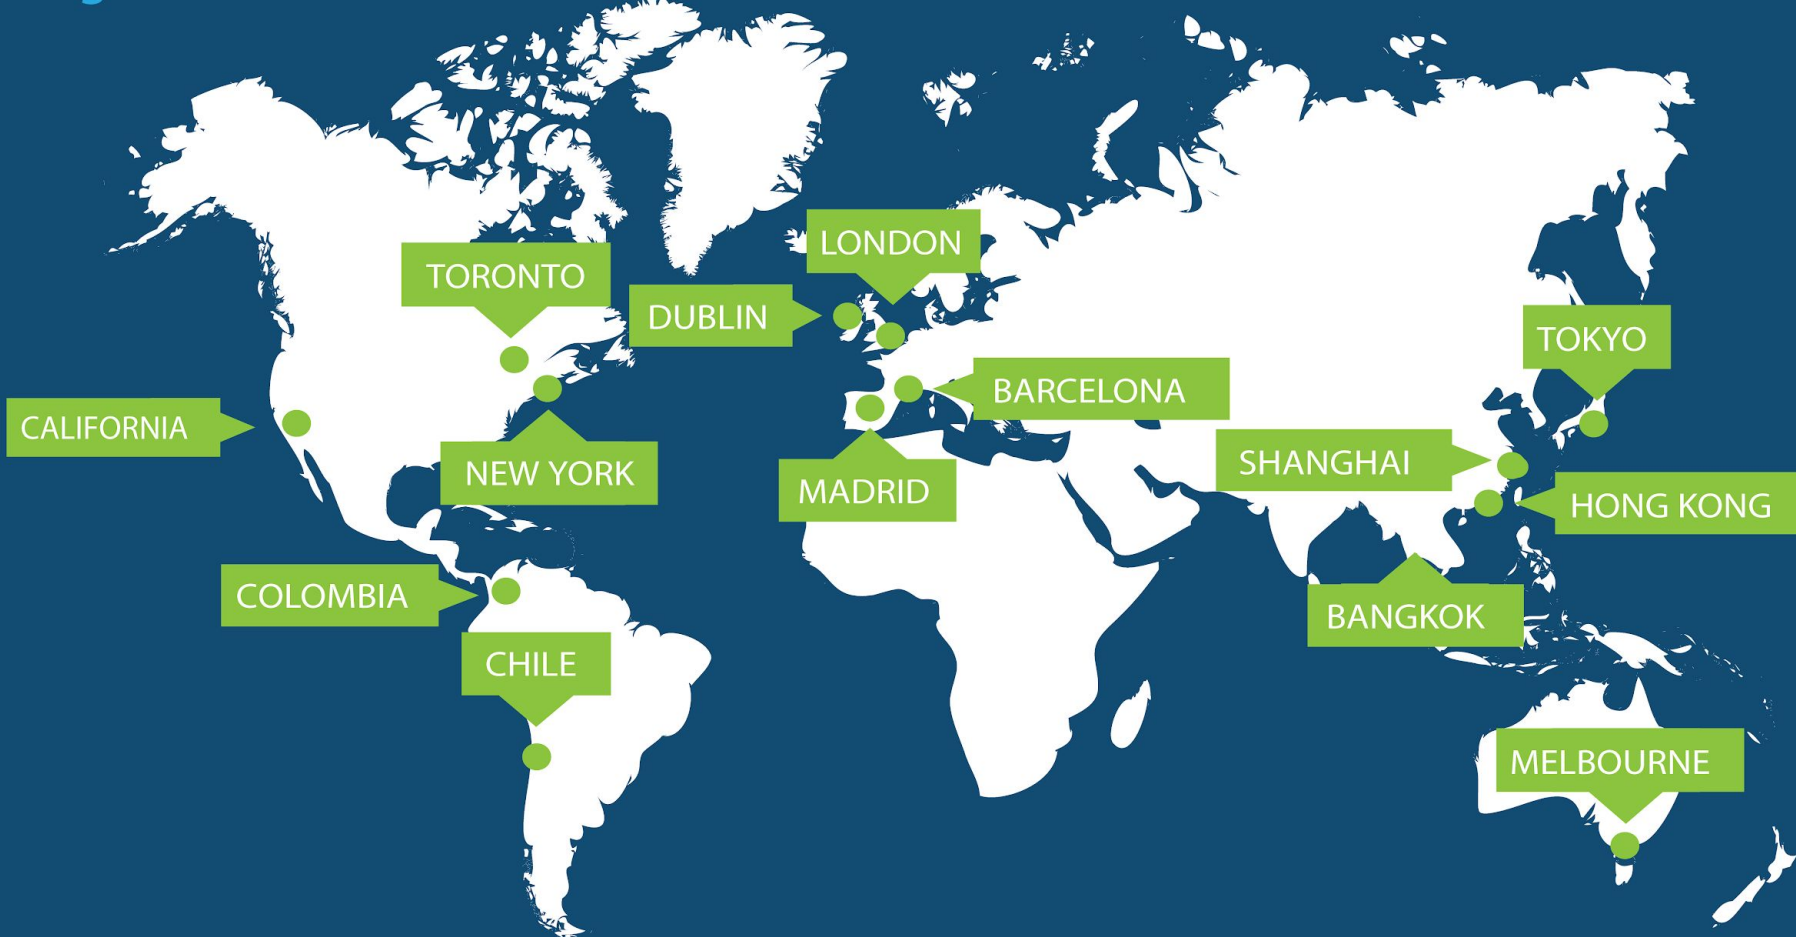 LONDON
TORONTO
DUBLIN
TOKYO
BARCELONA
CALIFORNIA
SHANGHAI
NEW YORK
MADRID
HONG KONG
COLOMBIA
BANGKOK
CHILE
MELBOURNE